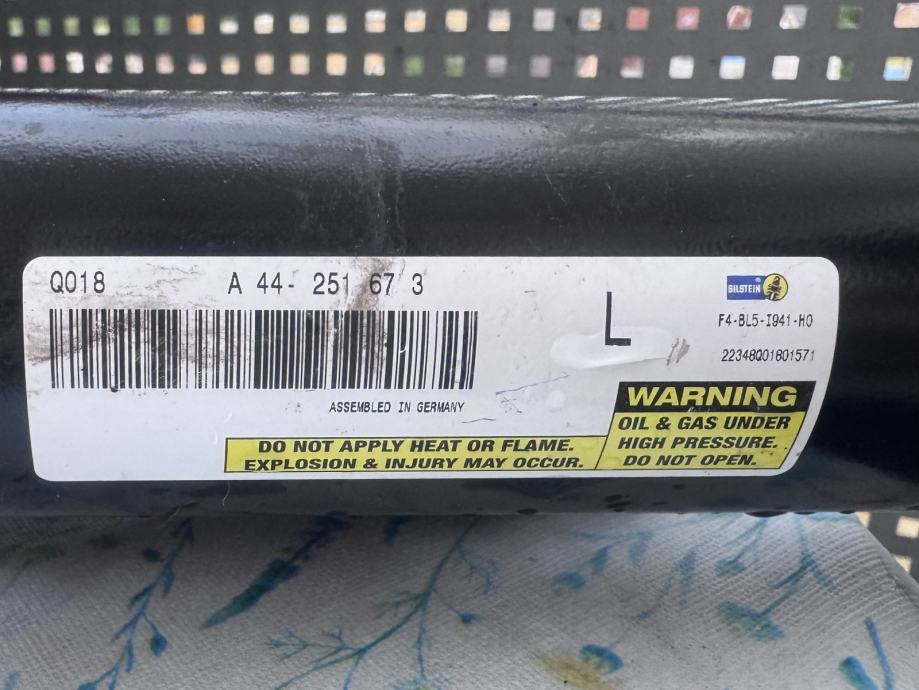 Q018 A 44- 251 67 3
L
BILSTEIN
F4-BL5-I941-H0
22348Q01801571
ASSEMBLED IN GERMANY
WARNING
OIL & GAS UNDER
HIGH PRESSURE.
DO NOT OPEN.
DO NOT APPLY HEAT OR FLAME.
EXPLOSION & INJURY MAY OCCUR.